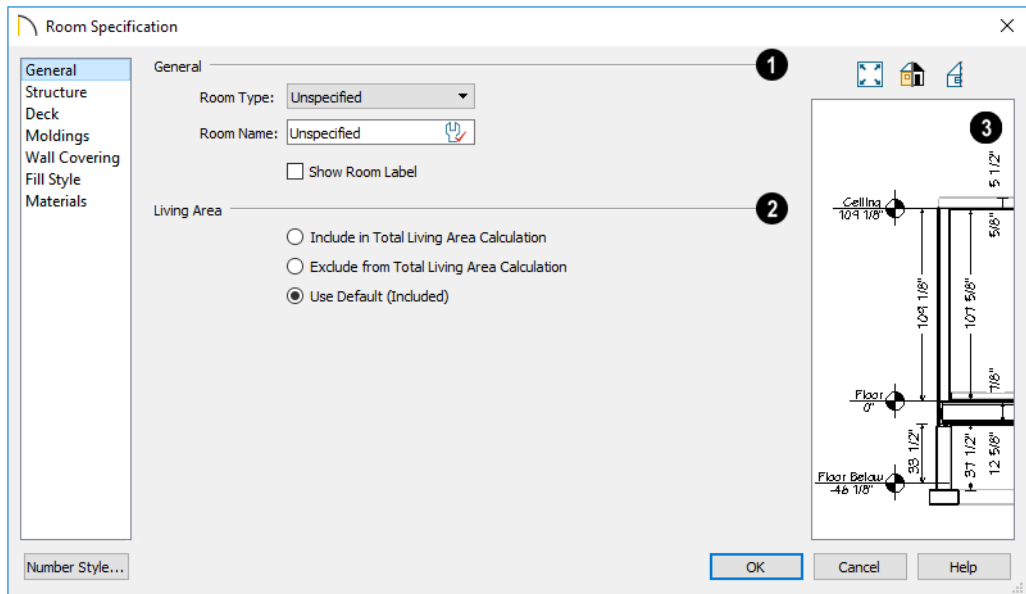 Room Specification
General
Structure
Deck
Moldings
Wall Covering
Fill Style
Materials
General
1
Room Type:
Unspecified
Room Name:
Unspecified
Show Room Label
Living Area
2
Include in Total Living Area Calculation
Exclude from Total Living Area Calculation
Use Default (Included)
3
5 1/2"
Ceiling
109 1/8"
5/8"
109 1/8"
107 5/8"
7/8"
Floor
0"
33 1/2"
37 1/2"
12 5/8"
Floor Below
-46 1/8"
Number Style...
OK
Cancel
Help